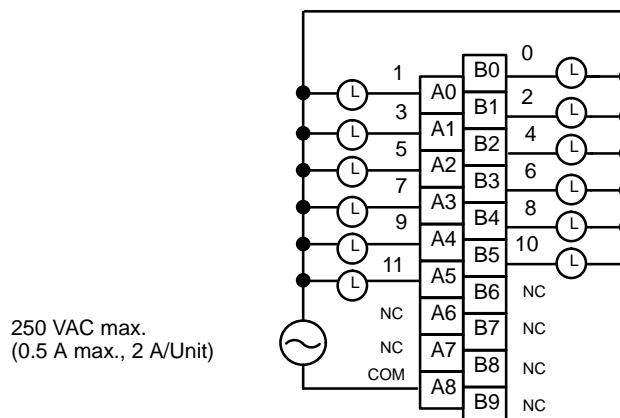 0
B0
L
1
L
A0
2
B1
L
3
L
A1
4
B2
L
5
L
A2
6
B3
L
7
L
A3
8
B4
L
9
L
A4
10
B5
L
11
L
A5
B6
NC
NC
A6
B7
NC
250 VAC max.
(0.5 A max., 2 A/Unit)
NC
A7
B8
NC
COM
A8
B9
NC